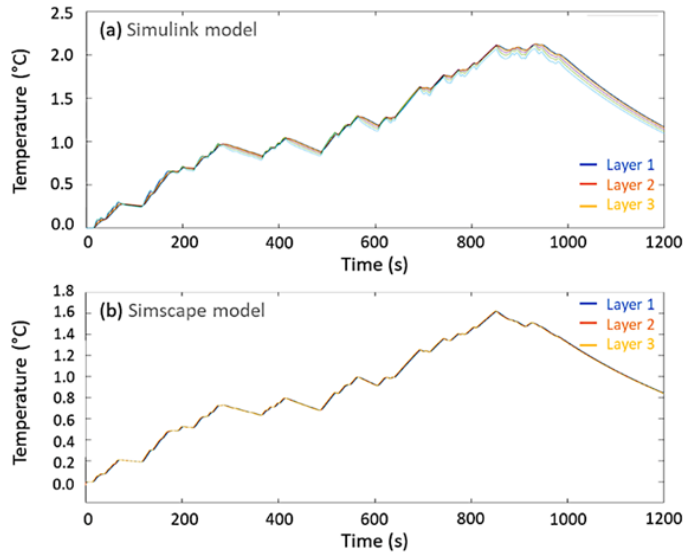 (a) Simulink model
2.5
2.0
1.5
1.0
0.5
0.0
Temperature (°C)
Layer 1
Layer 2
Layer 3
0 200 400 600 800 1000 1200
Time (s)
(b) Simscape model
1.8
1.6
1.4
1.2
1.0
0.8
0.6
0.4
0.2
0.0
Temperature (°C)
Layer 1
Layer 2
Layer 3
0 200 400 600 800 1000 1200
Time (s)